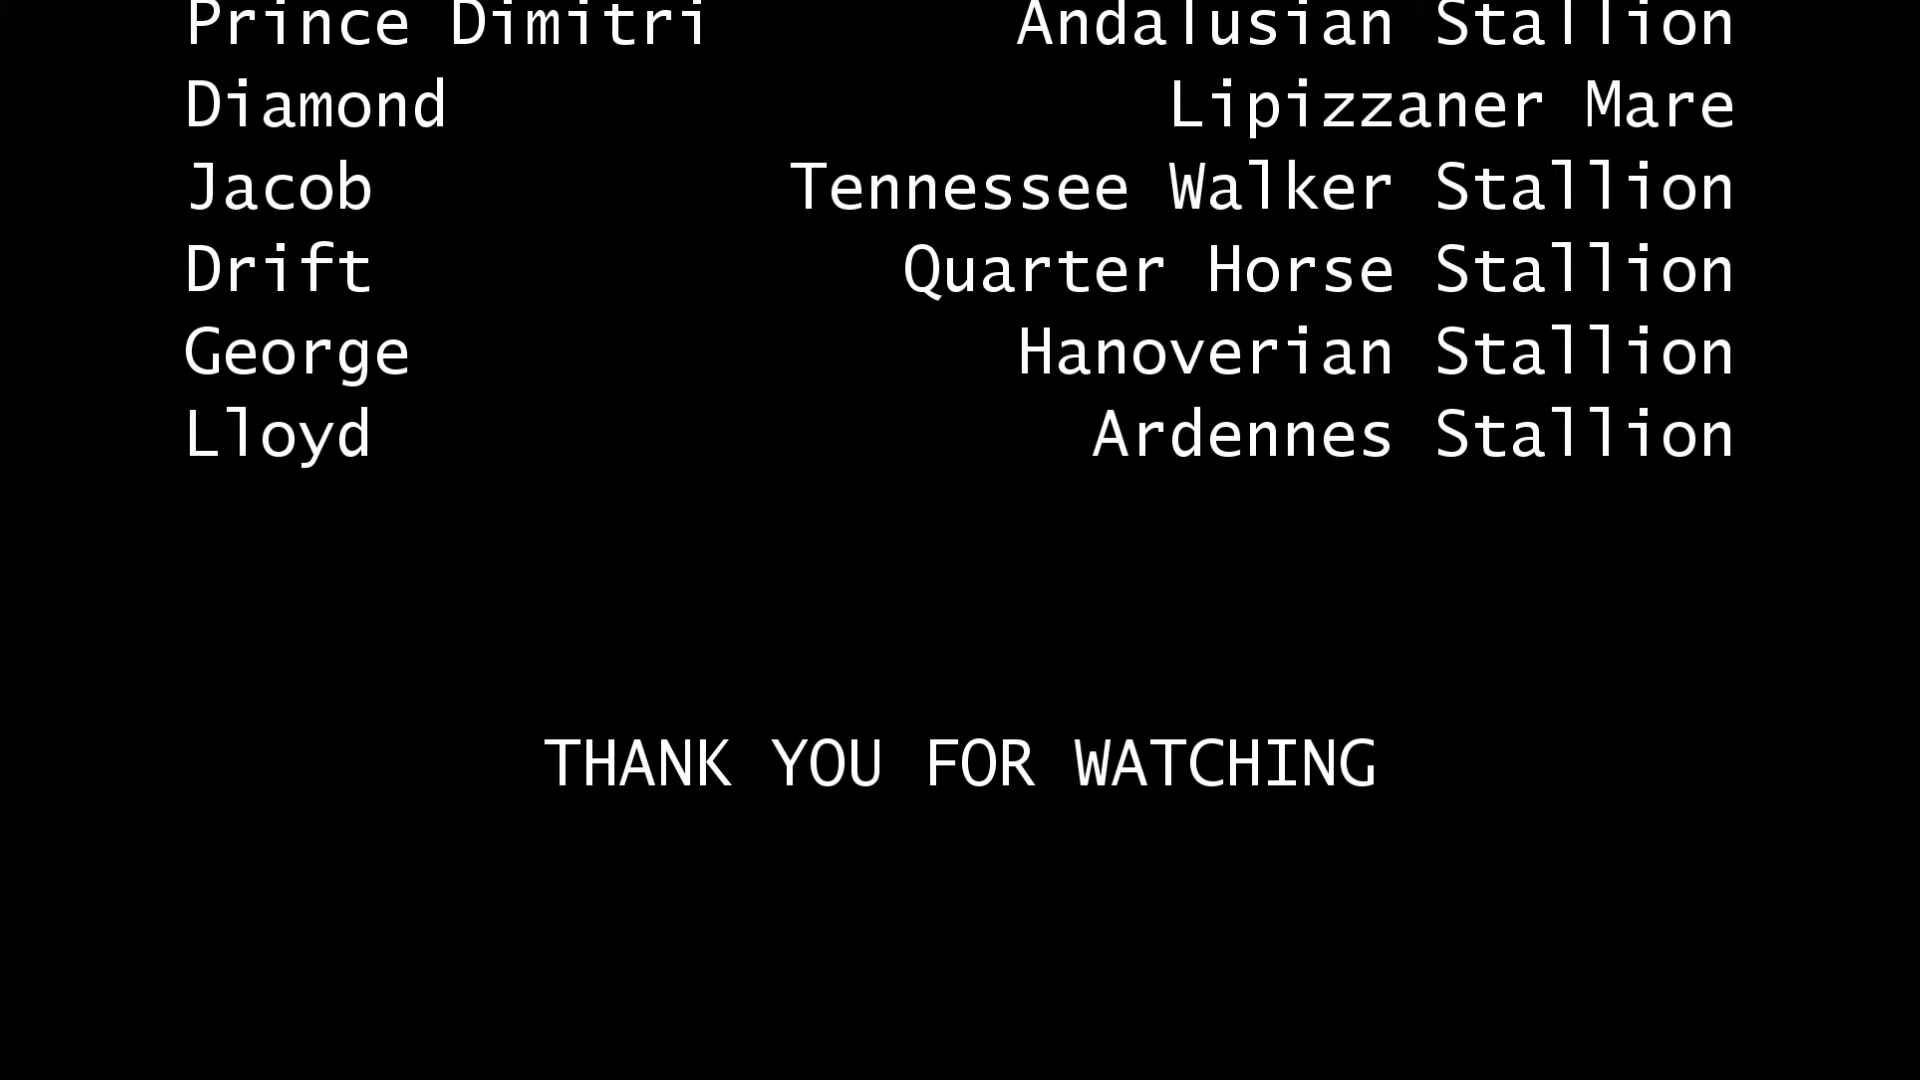 Prince Dimitri Andalusian Stallion
Diamond Lipizzaner Mare
Jacob Tennessee Walker Stallion
Drift Quarter Horse Stallion
George Hanoverian Stallion
Lloyd Ardennes Stallion
THANK YOU FOR WATCHING